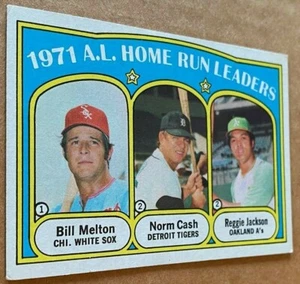 1971 A.L. HOME RUN LEADERS
1
Bill Melton
CHI. WHITE SOX
2
Norm Cash
DETROIT TIGERS
2
Reggie Jackson
OAKLAND A's